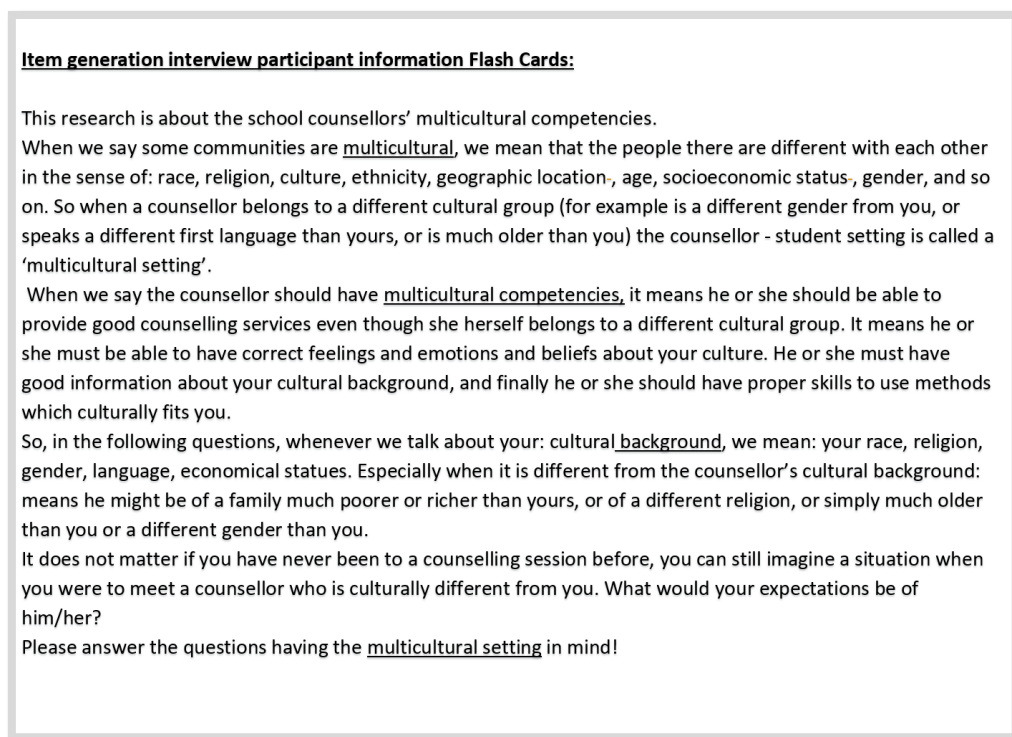 Item generation interview participant information Flash Cards:
This research is about the school counsellors’ multicultural competencies.
When we say some communities are multicultural, we mean that the people there are different with each other
in the sense of: race, religion, culture, ethnicity, geographic location-, age, socioeconomic status-, gender, and so
on. So when a counsellor belongs to a different cultural group (for example is a different gender from you, or
speaks a different first language than yours, or is much older than you) the counsellor - student setting is called a
‘multicultural setting’.
When we say the counsellor should have multicultural competencies, it means he or she should be able to
provide good counselling services even though she herself belongs to a different cultural group. It means he or
she must be able to have correct feelings and emotions and beliefs about your culture. He or she must have
good information about your cultural background, and finally he or she should have proper skills to use methods
which culturally fits you.
So, in the following questions, whenever we talk about your: cultural background, we mean: your race, religion,
gender, language, economical statues. Especially when it is different from the counsellor’s cultural background:
means he might be of a family much poorer or richer than yours, or of a different religion, or simply much older
than you or a different gender than you.
It does not matter if you have never been to a counselling session before, you can still imagine a situation when
you were to meet a counsellor who is culturally different from you. What would your expectations be of
him/her?
Please answer the questions having the multicultural setting in mind!